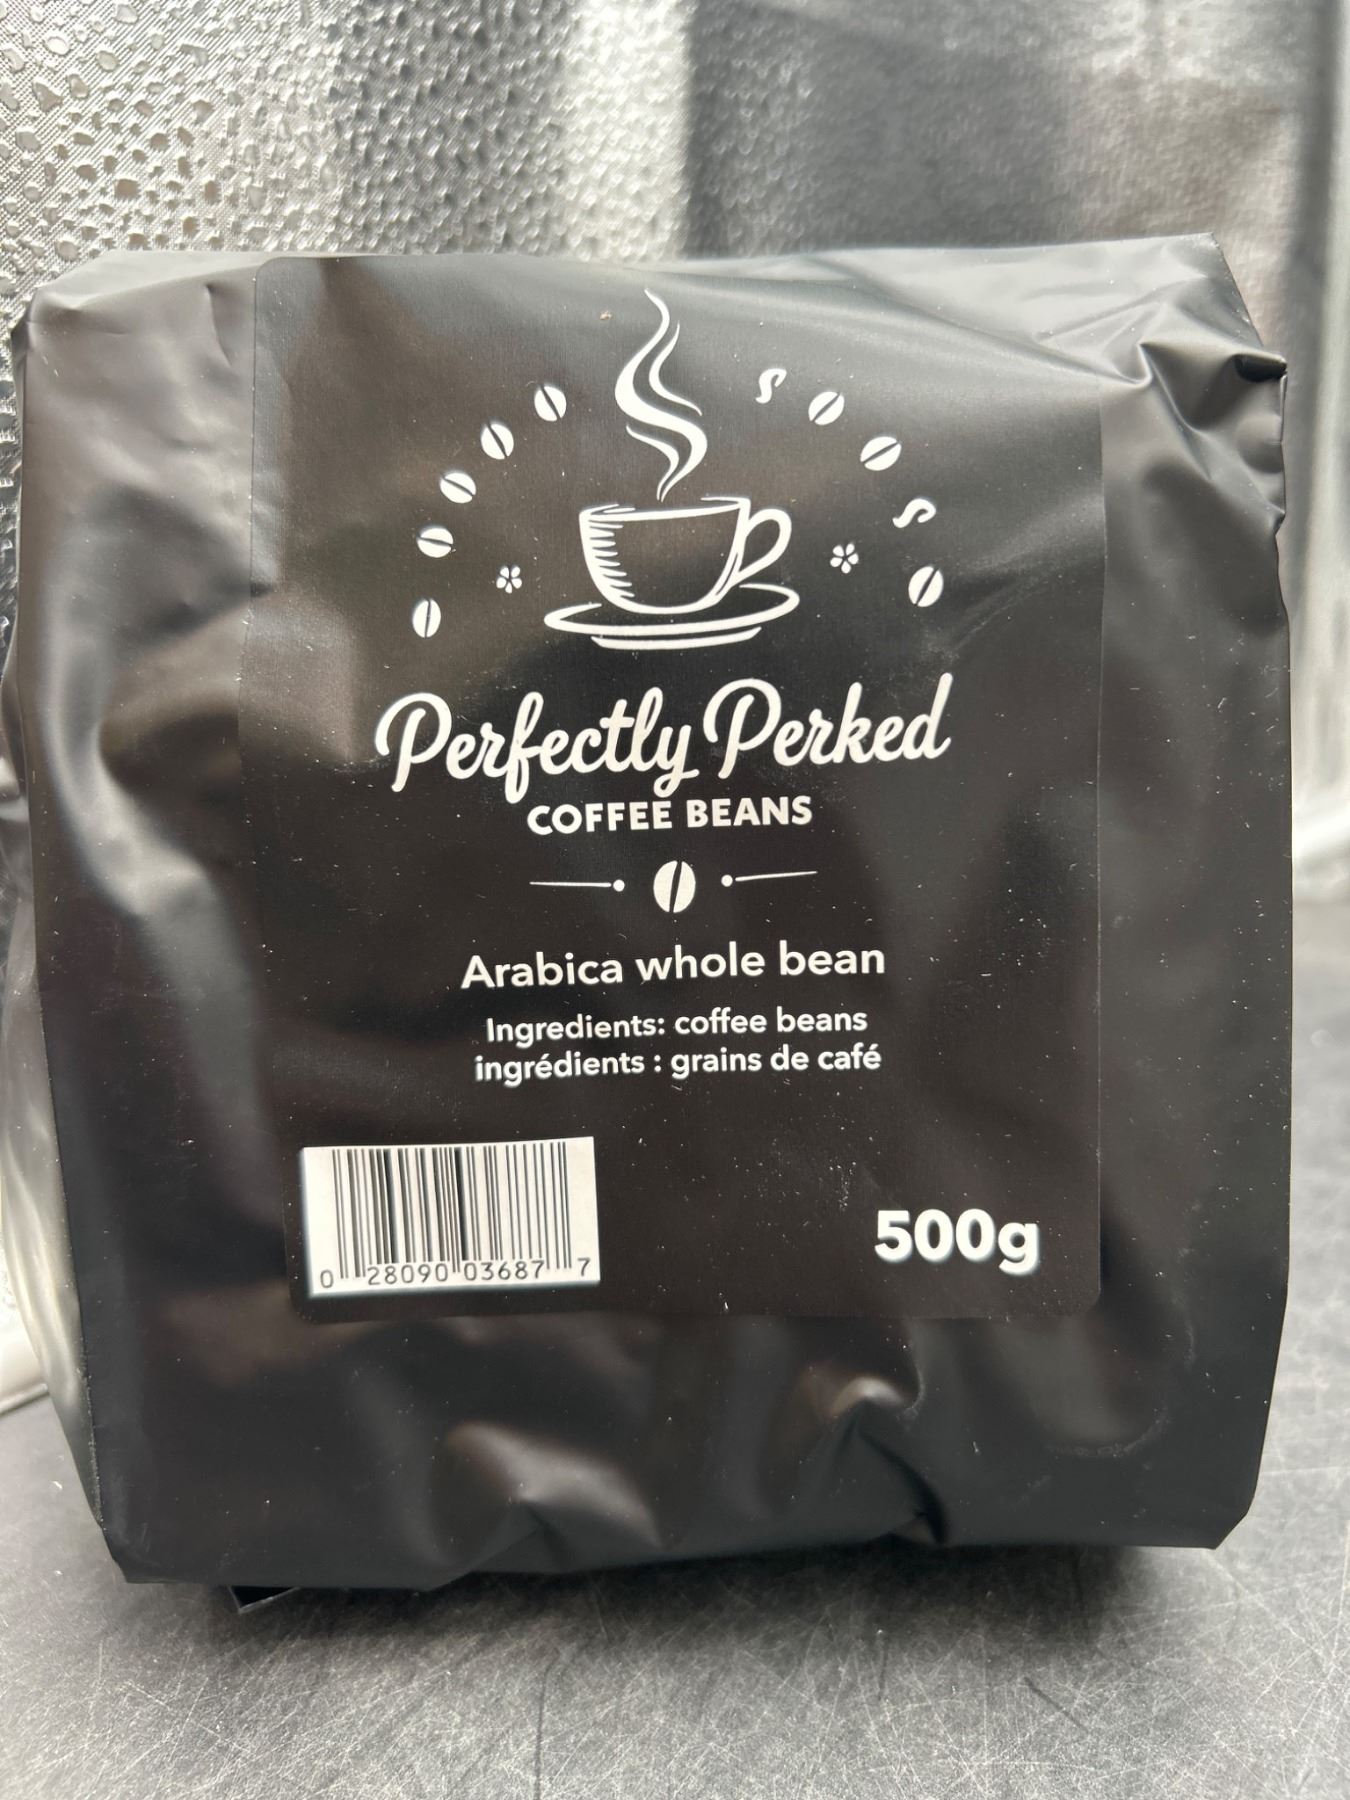 Perfectly Perked
COFFEE BEANS
Arabica whole bean
Ingredients: coffee beans
ingrédients : grains de café
500g
0 28090 03687 7